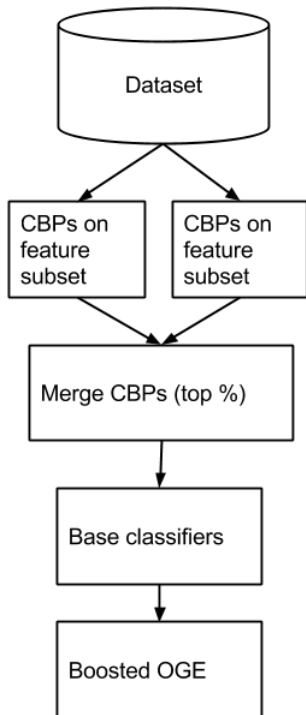 Dataset
CBPs on
feature
subset
CBPs on
feature
subset
Merge CBPs (top %)
Base classifiers
Boosted OGE